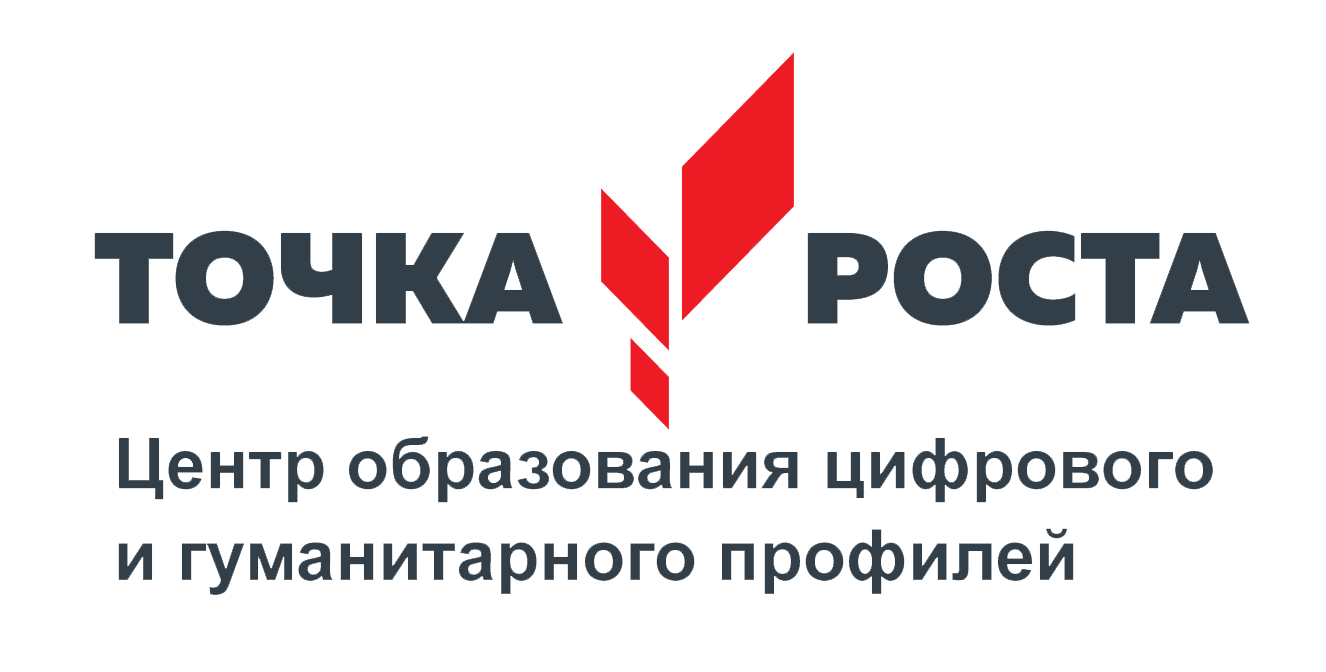 ТОЧКА РОСТА
Центр образования цифрового
и гуманитарного профилей